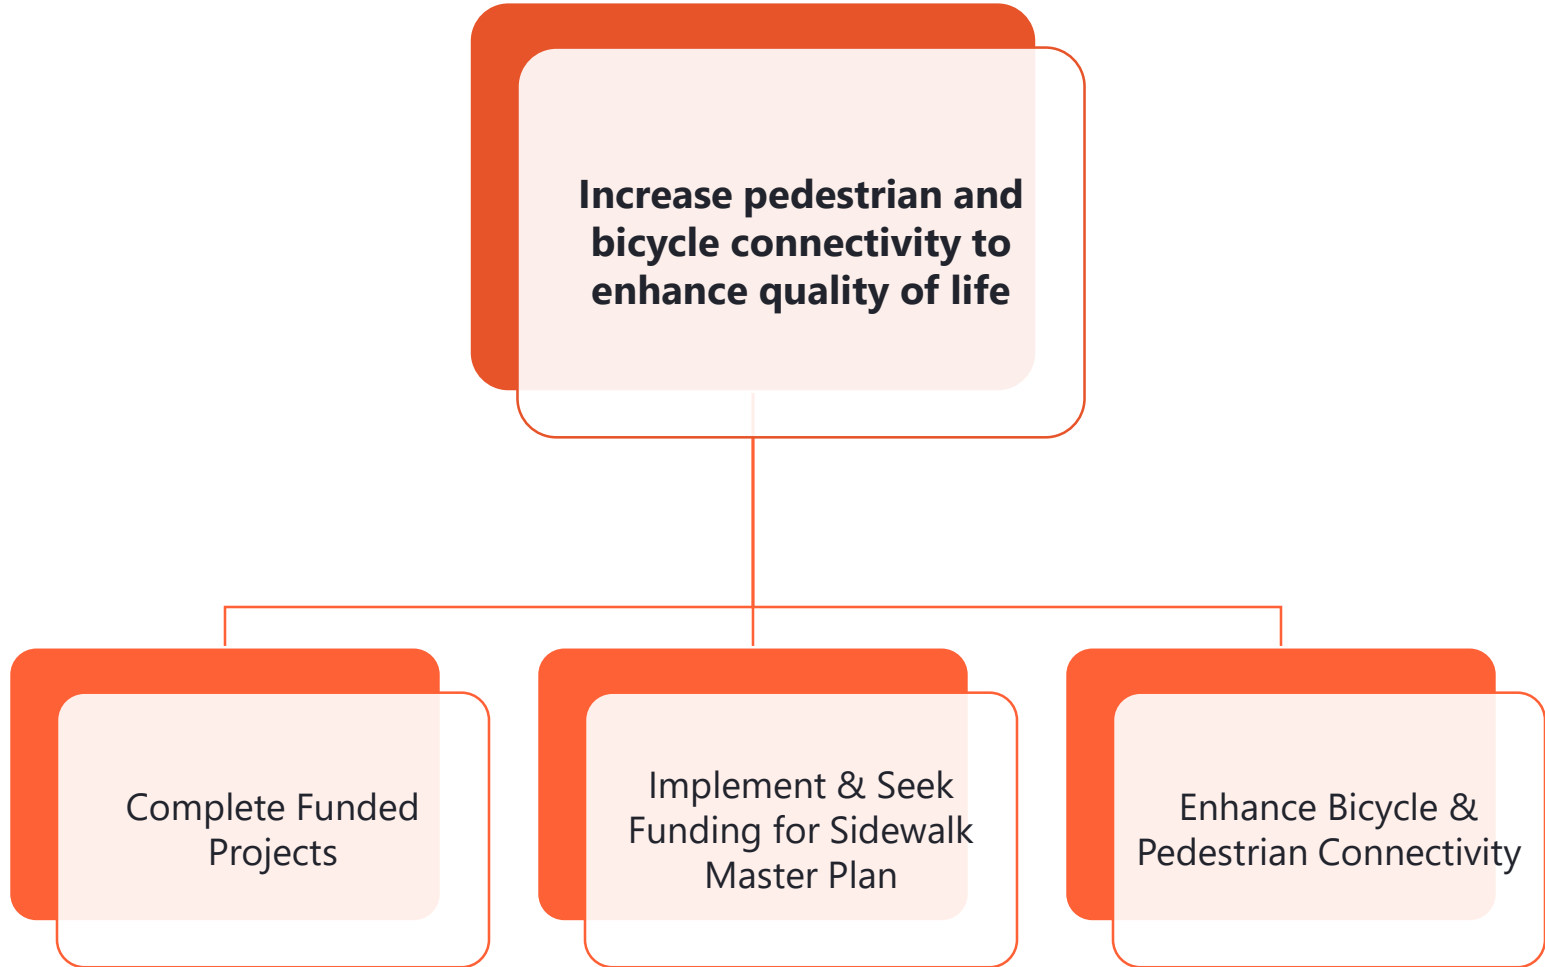 Increase pedestrian and
bicycle connectivity to
enhance quality of life
Complete Funded
Projects
Implement & Seek
Funding for Sidewalk
Master Plan
Enhance Bicycle &
Pedestrian Connectivity